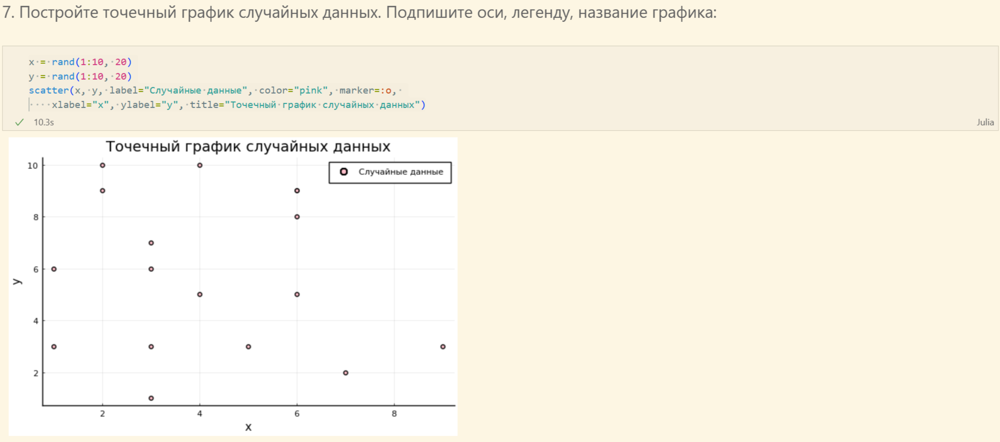 7. Постройте точечный график случайных данных. Подпишите оси, легенду, название графика:
x = rand(1:10, 20)
y = rand(1:10, 20)
scatter(x, y, label="Случайные данные", color="pink", marker=:o,
    xlabel="x", ylabel="y", title="Точечный график случайных данных")
10.3s
Julia
Точечный график случайных данных
Случайные данные
10
8
6
4
2
y
2
4
6
8
x